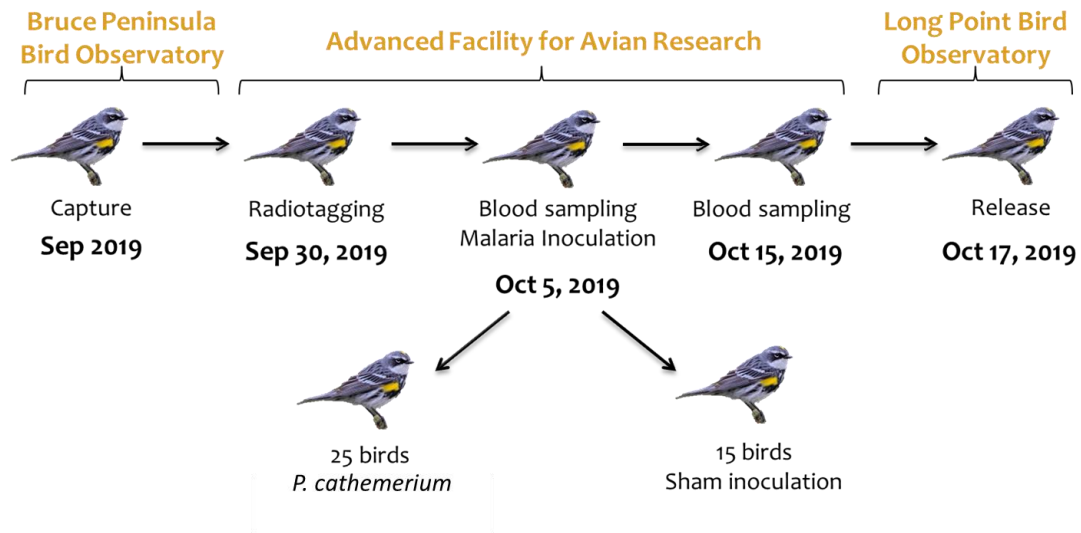 Bruce Peninsula
Bird Observatory
Advanced Facility for Avian Research
Long Point Bird
Observatory
Capture
Sep 2019
Radiotagging
Sep 30, 2019
Blood sampling
Malaria Inoculation
Oct 5, 2019
Blood sampling
Oct 15, 2019
Release
Oct 17, 2019
25 birds
P. cathemerium
15 birds
Sham inoculation